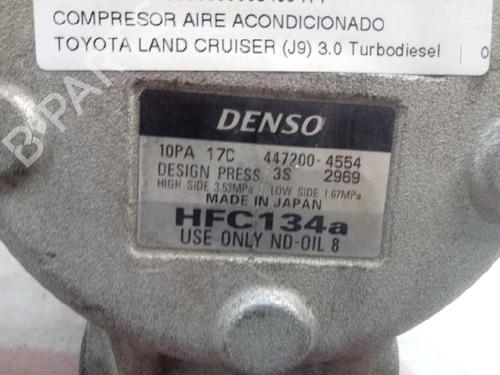 COMPRESOR AIRE ACONDICIONADO
TOYOTA LAND CRUISER (J9) 3.0 Turbodiesel | 0
DENSO
10PA 17C 447200-4554
DESIGN PRESS 3S 2969
HIGH SIDE 3.53MPa LOW SIDE 1.67MPa
MADE IN JAPAN
HFC134a
USE ONLY ND-OIL 8